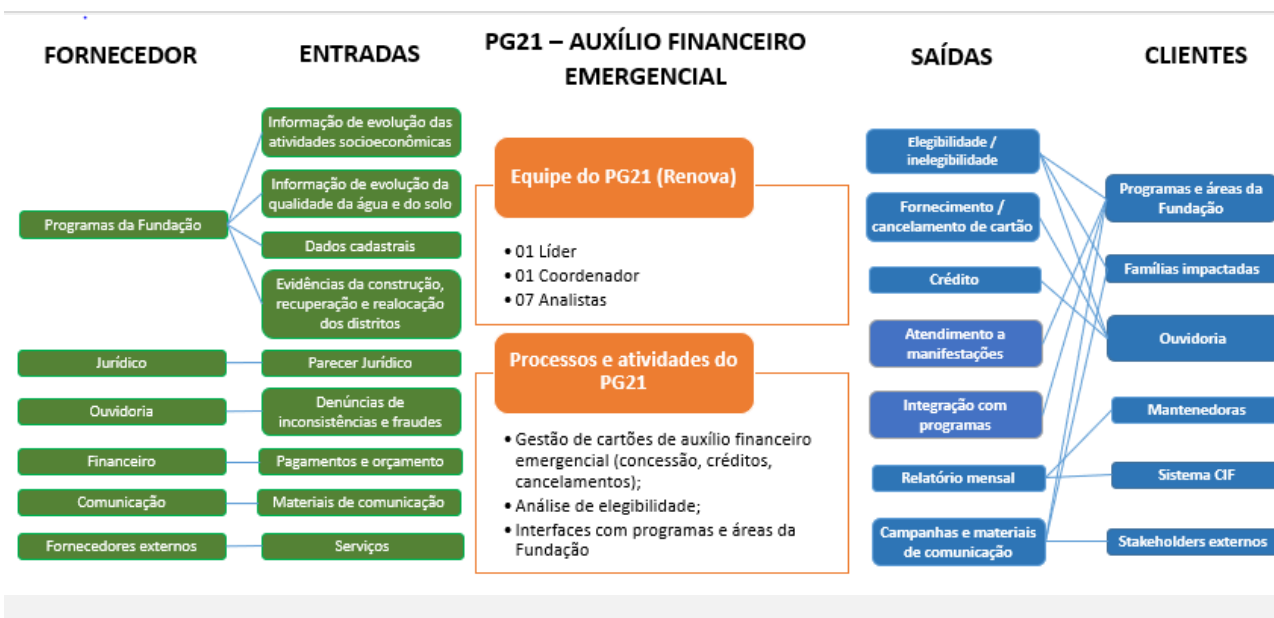 FORNECEDOR
ENTRADAS
PG21 – AUXÍLIO FINANCEIRO
EMERGENCIAL
SAÍDAS
CLIENTES
Programas da Fundação
Jurídico
Ouvidoria
Financeiro
Comunicação
Fornecedores externos
Informação de evolução das
atividades socioeconômicas
Informação de evolução da
qualidade da água e do solo
Dados cadastrais
Evidências da construção,
recuperação e realocação
dos distritos
Parecer Jurídico
Denúncias de
inconsistências e fraudes
Pagamentos e orçamento
Materiais de comunicação
Serviços
Equipe do PG21 (Renova)
• 01 Líder
• 01 Coordenador
• 07 Analistas
Processos e atividades do
PG21
• Gestão de cartões de auxílio financeiro
emergencial (concessão, créditos,
cancelamentos);
• Análise de elegibilidade;
• Interfaces com programas e áreas da
Fundação
Elegibilidade /
inelegibilidade
Fornecimento /
cancelamento de cartão
Crédito
Atendimento a
manifestações
Integração com
programas
Relatório mensal
Campanhas e materiais
de comunicação
Programas e áreas da
Fundação
Famílias impactadas
Ouvidoria
Mantenedoras
Sistema CIF
Stakeholders externos